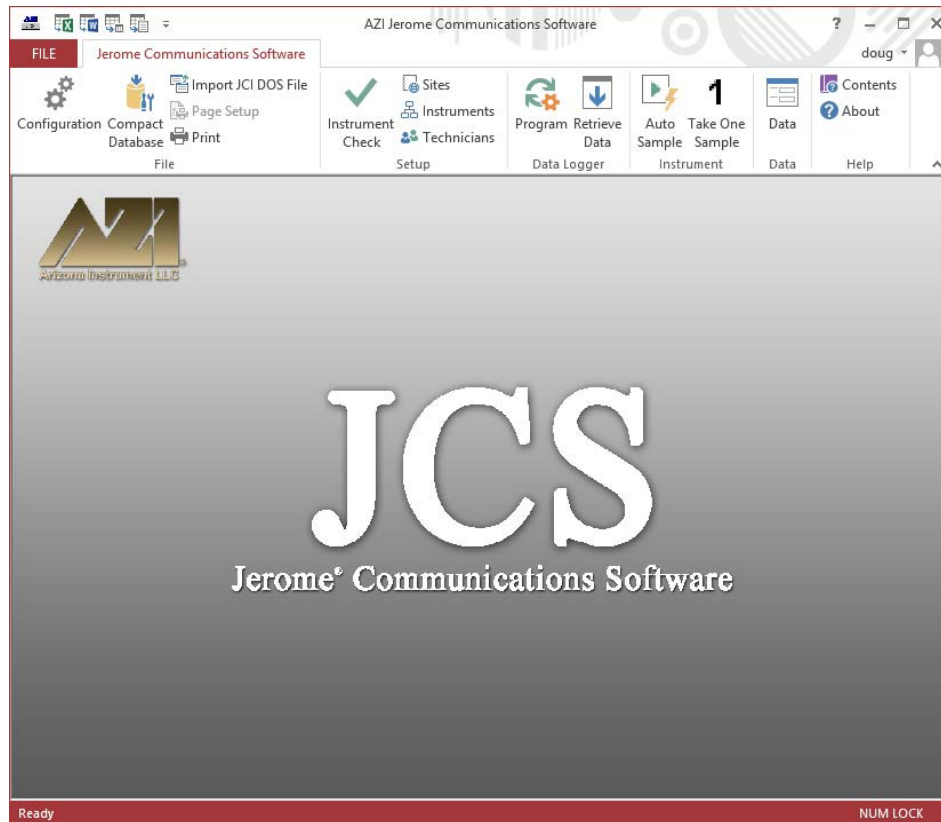 AZI Jerome Communications Software
?
FILE Jerome Communications Software doug
Configuration
Compact Database
Import JCI DOS File
Page Setup
Print
File
Instrument Check
Sites
Instruments
Technicians
Setup
Program
Retrieve Data
Data Logger
Auto Sample
1
Take One Sample
Instrument
Data
Data
Contents
About
Help
AZI
Arizona Instrument LLC
JCS
Jerome® Communications Software
Ready NUM LOCK